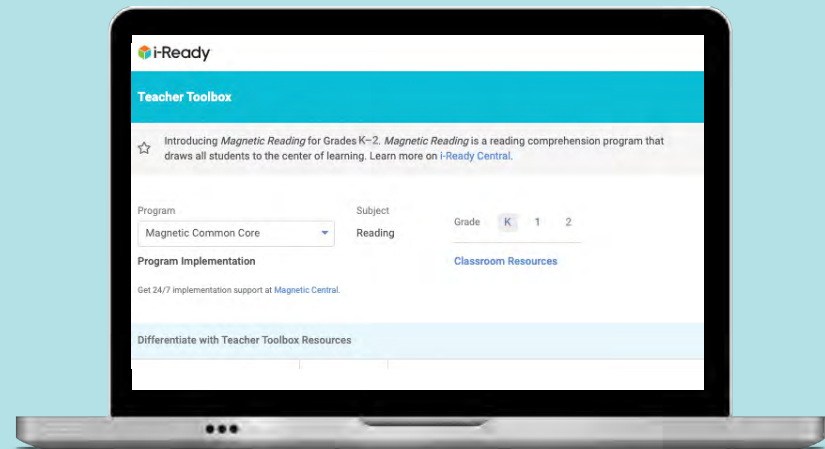 i-Ready
Teacher Toolbox
Introducing Magnetic Reading for Grades K–2. Magnetic Reading is a reading comprehension program that
draws all students to the center of learning. Learn more on i-Ready Central.
Program
Subject
Magnetic Common Core
Reading
Grade K 1 2
Program Implementation
Classroom Resources
Get 24/7 implementation support at Magnetic Central.
Differentiate with Teacher Toolbox Resources